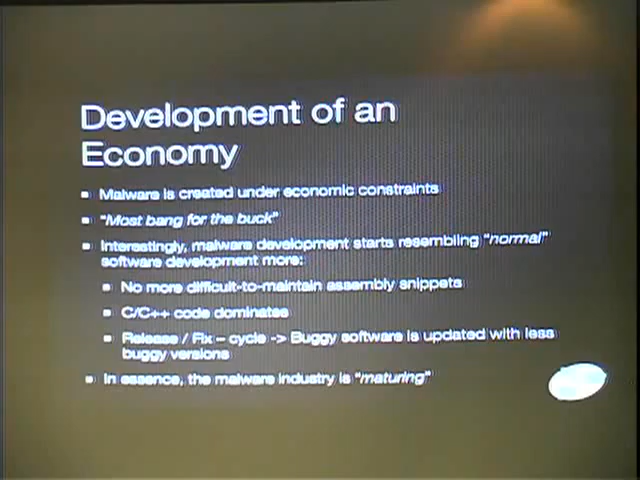 Development of an
Economy
Malware is created under economic constraints
"Most bang for the buck"
Interestingly, malware development starts resembling "normal"
software development more:
No more difficult-to-maintain assembly snippets
C/C++ code dominates
Release / Fix – cycle -> Buggy software is updated with less
buggy versions
In essence, the malware industry is "maturing"